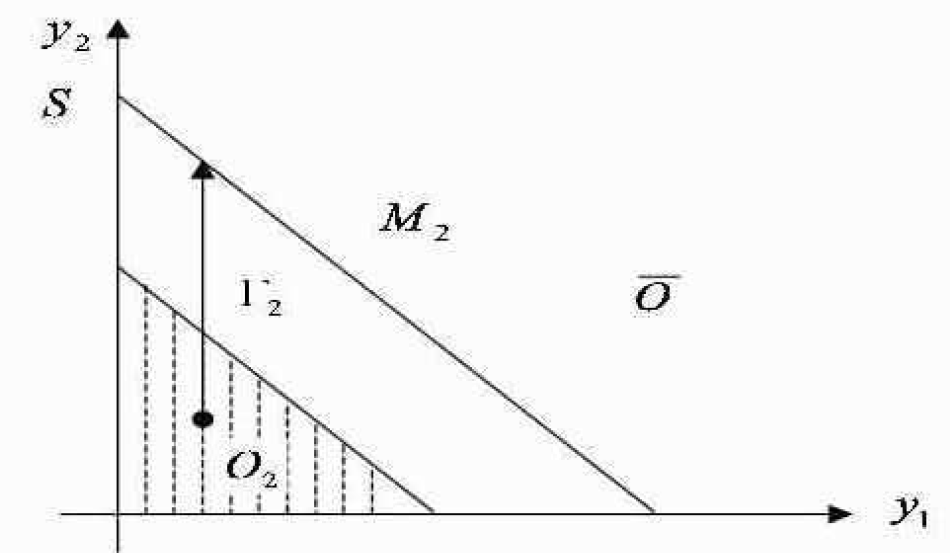 y₂
S
M₂
O̅
Γ₂
O₂
y₁